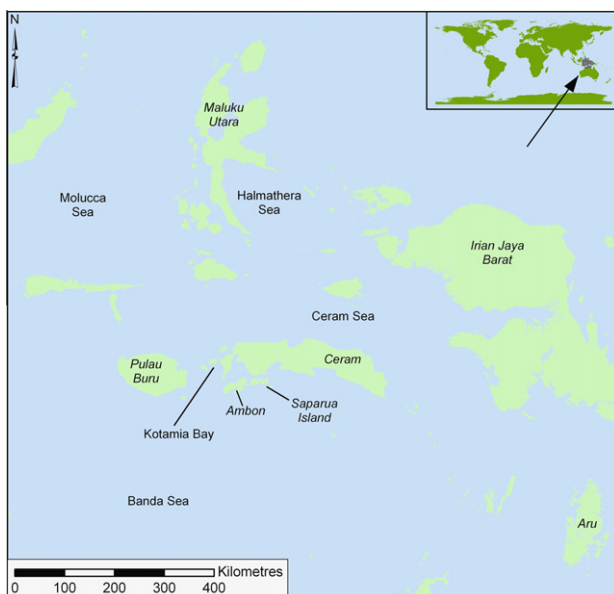 N
Maluku
Utara
Molucca
Sea
Halmathera
Sea
Irian Jaya
Barat
Ceram Sea
Pulau
Buru
Ceram
Ambon
Saparua
Island
Kotamia Bay
Banda Sea
Aru
Kilometres
0 100 200 300 400